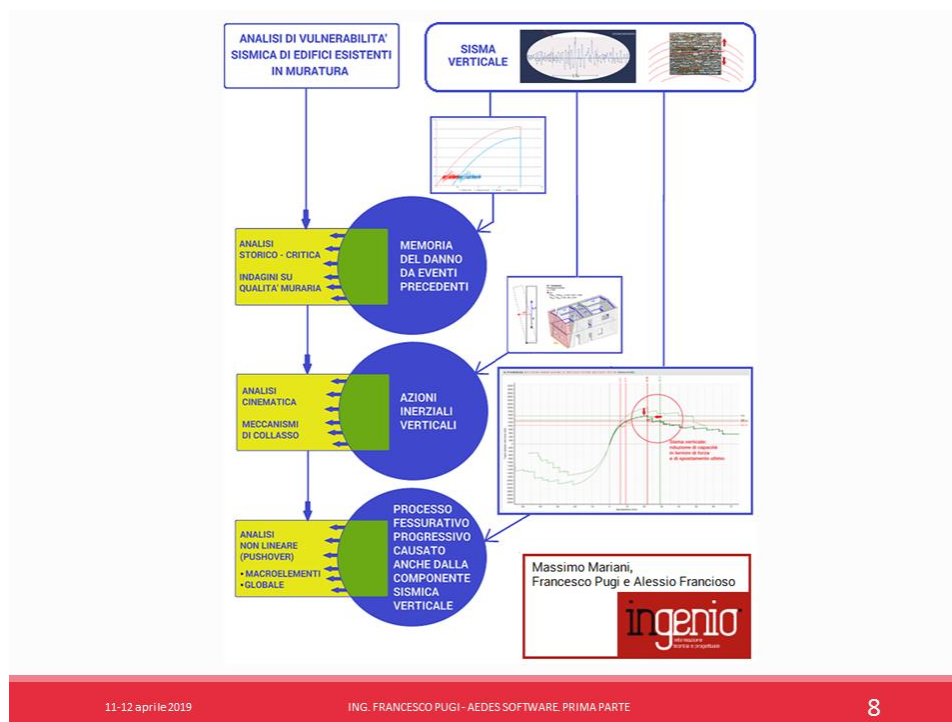 ANALISI DI VULNERABILITA'
SISMICA DI EDIFICI ESISTENTI
IN MURATURA
SISMA
VERTICALE
ANALISI
STORICO - CRITICA
INDAGINI SU
QUALITA' MURARIA
MEMORIA
DEL DANNO
DA EVENTI
PRECEDENTI
ANALISI
CINEMATICA
MECCANISMI
DI COLLASSO
AZIONI
INERZIALI
VERTICALI
Sisma verticale:
riduzione di capacità
in termini di forza
e di spostamento ultimo
ANALISI
NON LINEARE
(PUSHOVER)
• MACROELEMENTI
• GLOBALE
PROCESSO
FESSURATIVO
PROGRESSIVO
CAUSATO
ANCHE DALLA
COMPONENTE
SISMICA
VERTICALE
Massimo Mariani,
Francesco Pugi e Alessio Francioso
ingenio
informazione
tecnica e progettuale
11-12 aprile 2019
ING. FRANCESCO PUGI - AEDES SOFTWARE. PRIMA PARTE
8